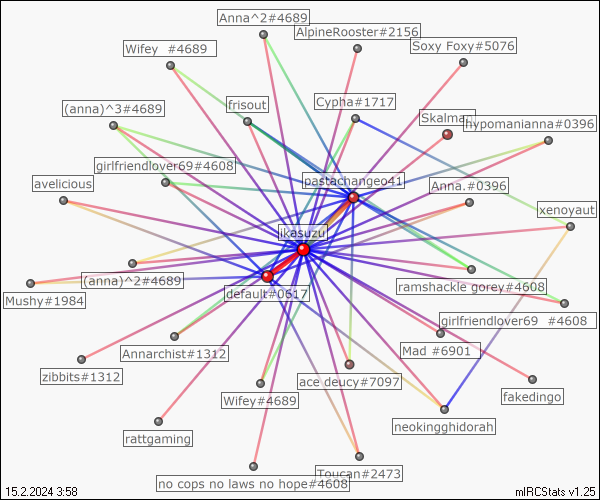 Anna^2#4689
AlpineRooster#2156
Wifey  #4689
Soxy Foxy#5076
(anna)^3#4689
frisout
Cypha#1717
Skalman
hypomanianna#0396
girlfriendlover69#4608
pastachangeo41
avelicious
Anna.#0396
xenoyaut
ikesuzu
(anna)^2#4689
ramshackle gorey#4608
Mushy#1984
default#0617
girlfriendlover69  #4608
Annarchist#1312
Mad #6901
zibbits#1312
ace deucy#7097
Wifey#4689
fakedingo
rattgaming
neokingghidorah
Toucan#2473
no cops no laws no hope#4608
15.2.2024 3:58
mIRCStats v1.25